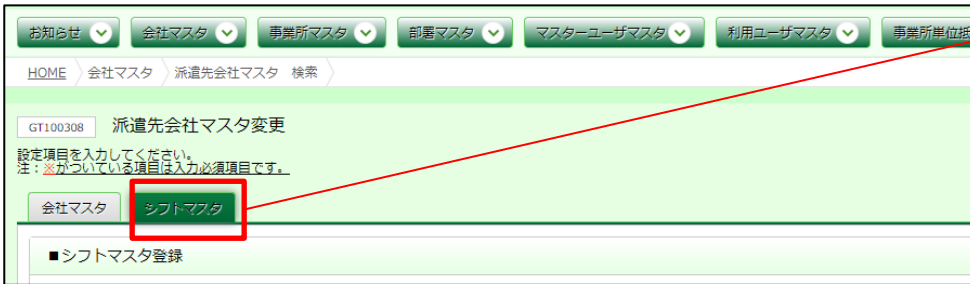 お知らせ 会社マスタ 事業所マスタ 部署マスタ マスターユーザマスタ 利用ユーザマスタ 事業所単位抵
HOME 会社マスタ 派遣先会社マスタ 検索
GT100308 派遣先会社マスタ変更
設定項目を入力してください。
注：※がついている項目は入力必須項目です。
会社マスタ シフトマスタ
■シフトマスタ登録